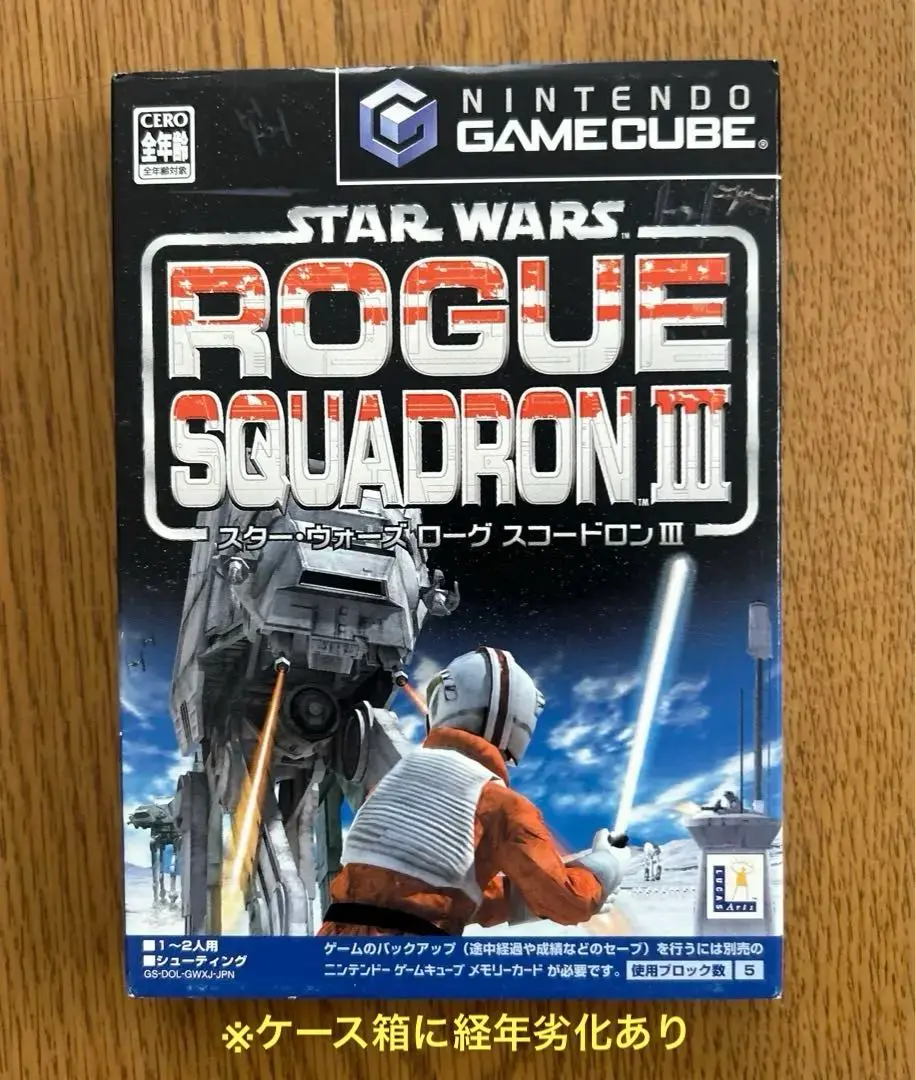 CERO
全年齢
全年齢対象
NINTENDO
GAMECUBE®
STAR WARS™
ROGUE
SQUADRON III™
スター・ウォーズ ローグ スコードロンIII
LUCAS
Arts
■1〜2人用
■シューティング
GS-DOL-GWXJ-JPN
ゲームのバックアップ（途中経過や成績などのセーブ）を行うには別売の
ニンテンドー ゲームキューブ メモリーカード が必要です。 使用ブロック数 5
※ケース箱に経年劣化あり